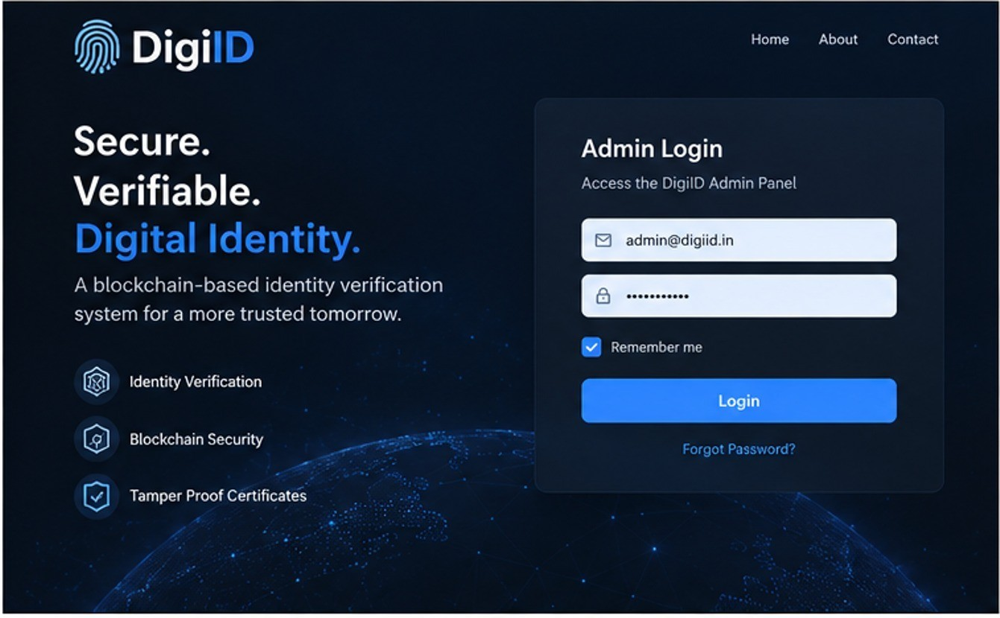 DigiID
Home About Contact
Secure.
Verifiable.
Digital Identity.
A blockchain-based identity verification
system for a more trusted tomorrow.
Identity Verification
Blockchain Security
Tamper Proof Certificates
Admin Login
Access the DigiID Admin Panel
admin@digiid.in
•••••••••••
Remember me
Login
Forgot Password?